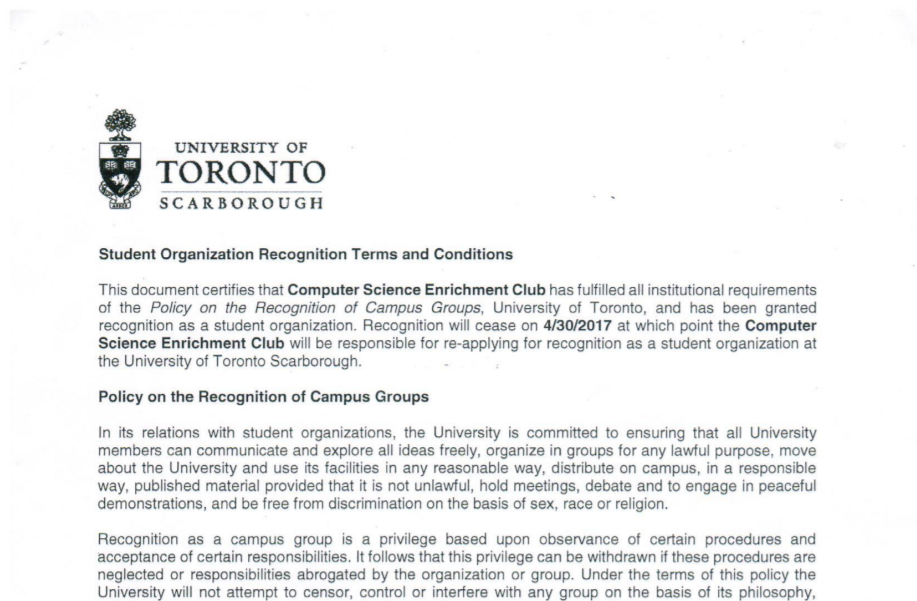 UNIVERSITY OF
TORONTO
SCARBOROUGH
Student Organization Recognition Terms and Conditions
This document certifies that Computer Science Enrichment Club has fulfilled all institutional requirements
of the Policy on the Recognition of Campus Groups, University of Toronto, and has been granted
recognition as a student organization. Recognition will cease on 4/30/2017 at which point the Computer
Science Enrichment Club will be responsible for re-applying for recognition as a student organization at
the University of Toronto Scarborough.
Policy on the Recognition of Campus Groups
In its relations with student organizations, the University is committed to ensuring that all University
members can communicate and explore all ideas freely, organize in groups for any lawful purpose, move
about the University and use its facilities in any reasonable way, distribute on campus, in a responsible
way, published material provided that it is not unlawful, hold meetings, debate and to engage in peaceful
demonstrations, and be free from discrimination on the basis of sex, race or religion.
Recognition as a campus group is a privilege based upon observance of certain procedures and
acceptance of certain responsibilities. It follows that this privilege can be withdrawn if these procedures are
neglected or responsibilities abrogated by the organization or group. Under the terms of this policy the
University will not attempt to censor, control or interfere with any group on the basis of its philosophy,